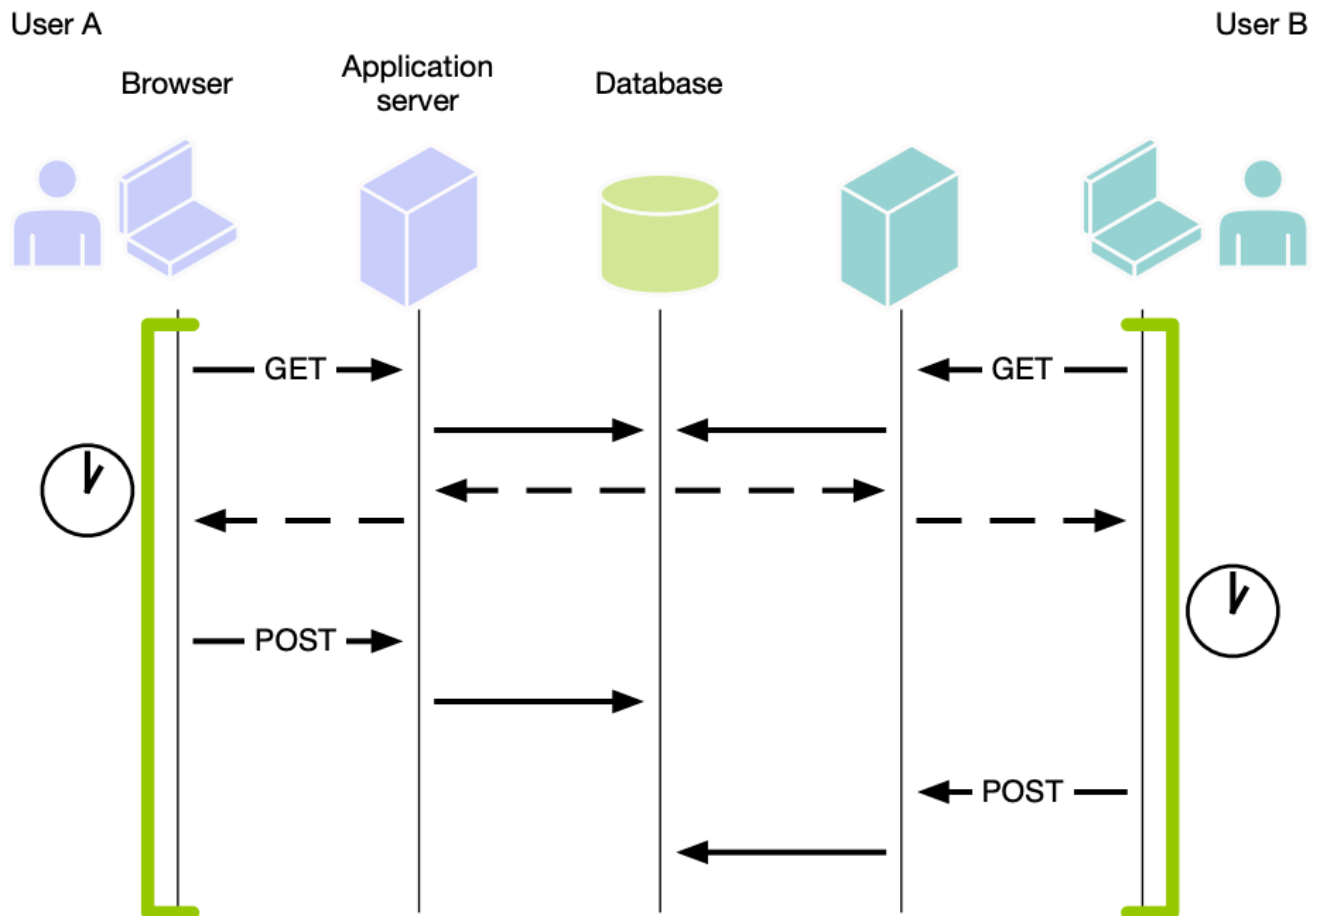 User A
User B
Browser
Application
server
Database
GET
GET
POST
POST